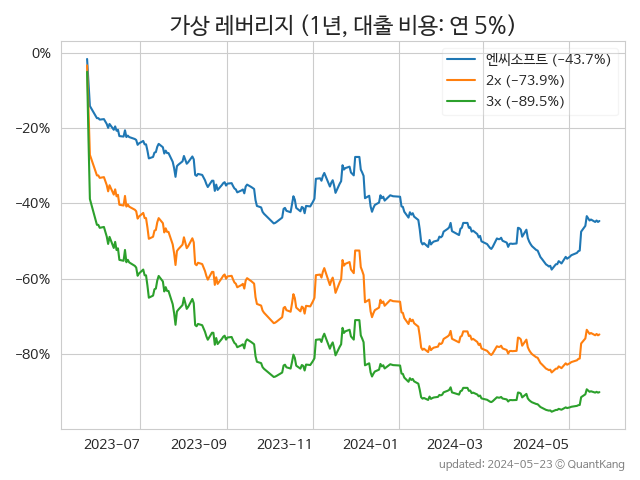 가상 레버리지 (1년, 대출 비용: 연 5%)
엔씨소프트 (−43.7%)
2x (−73.9%)
3x (−89.5%)
0%
−20%
−40%
−60%
−80%
2023-07 2023-09 2023-11 2024-01 2024-03 2024-05
updated: 2024-05-23 © QuantKang